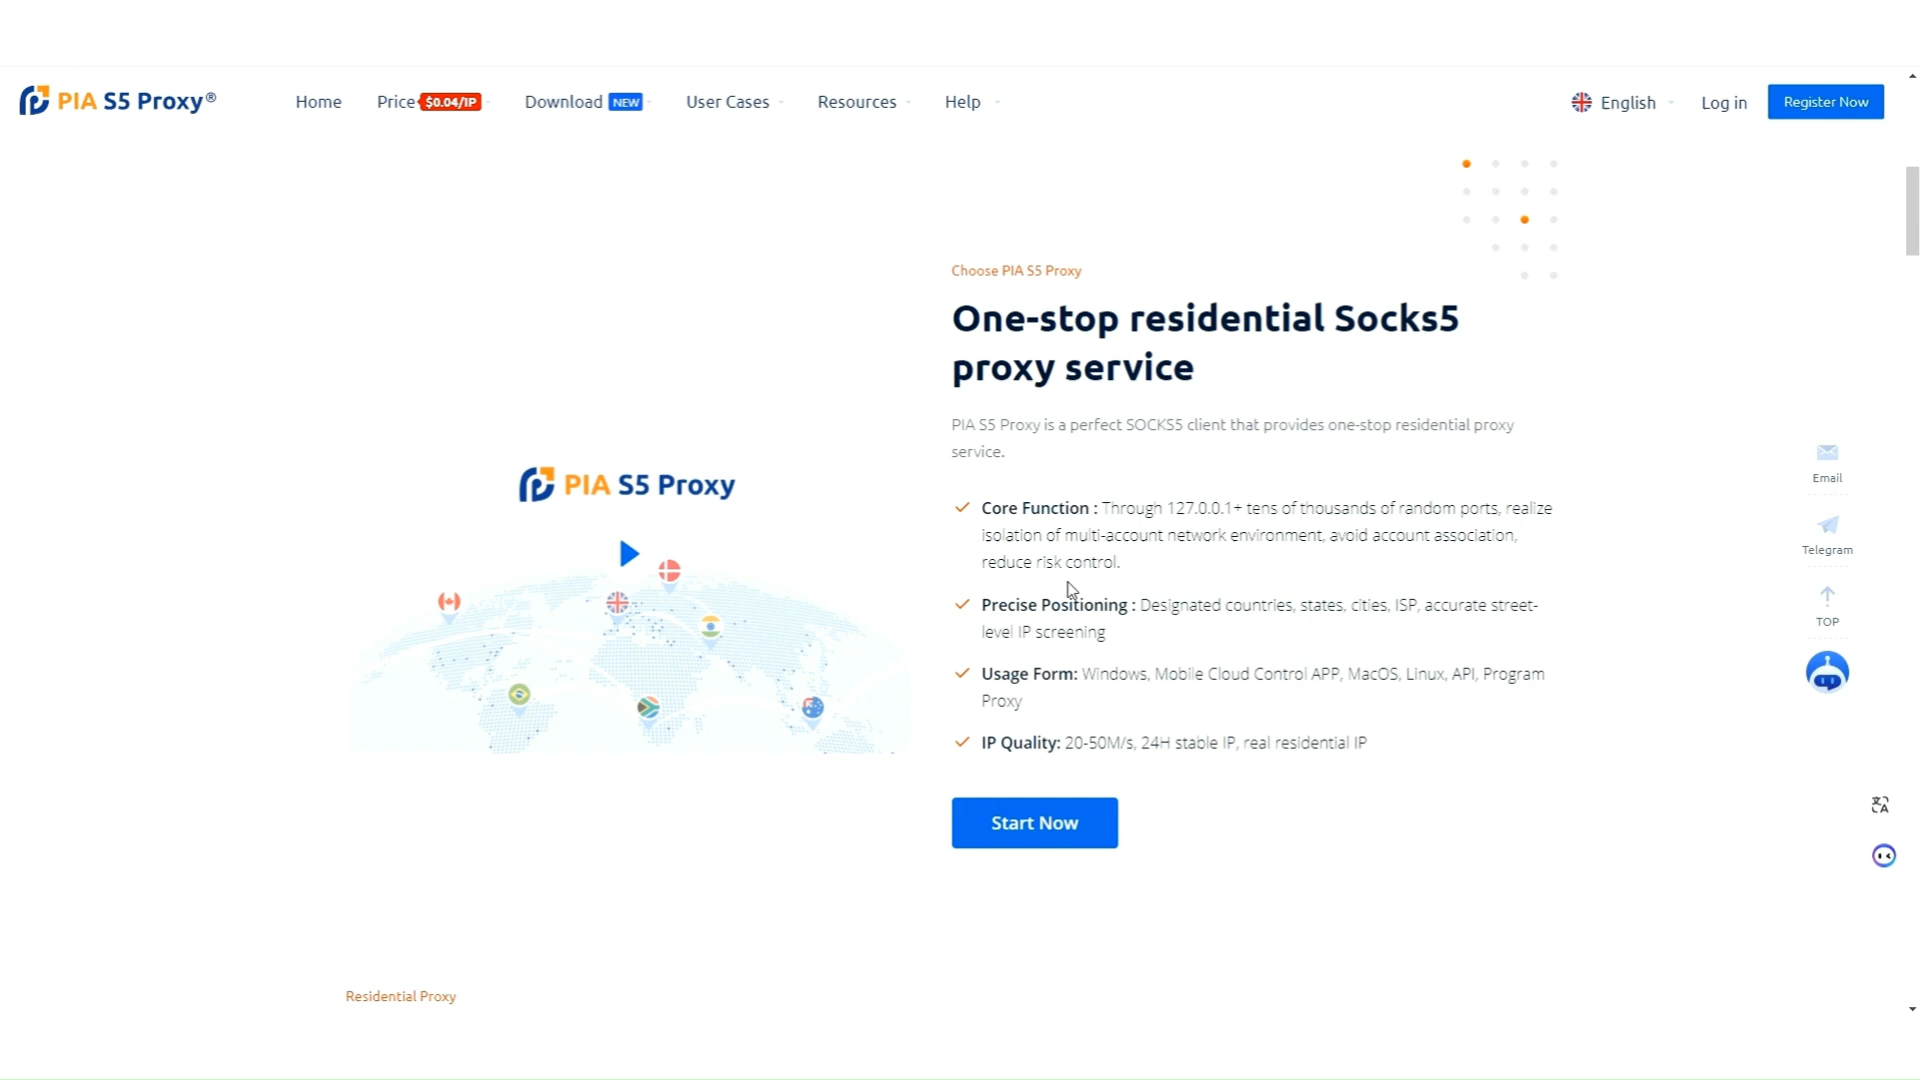 PIA S5 Proxy®
Home
Price $0.04/IP
Download NEW
User Cases
Resources
Help
English
Log in
Register Now
Choose PIA S5 Proxy
One-stop residential Socks5
proxy service
PIA S5 Proxy is a perfect SOCKS5 client that provides one-stop residential proxy
service.
PIA S5 Proxy
Core Function : Through 127.0.0.1+ tens of thousands of random ports, realize
isolation of multi-account network environment, avoid account association,
reduce risk control.
Precise Positioning : Designated countries, states, cities, ISP, accurate street-
level IP screening
Usage Form: Windows, Mobile Cloud Control APP, MacOS, Linux, API, Program
Proxy
IP Quality: 20-50M/s, 24H stable IP, real residential IP
Start Now
Email
Telegram
TOP
Residential Proxy